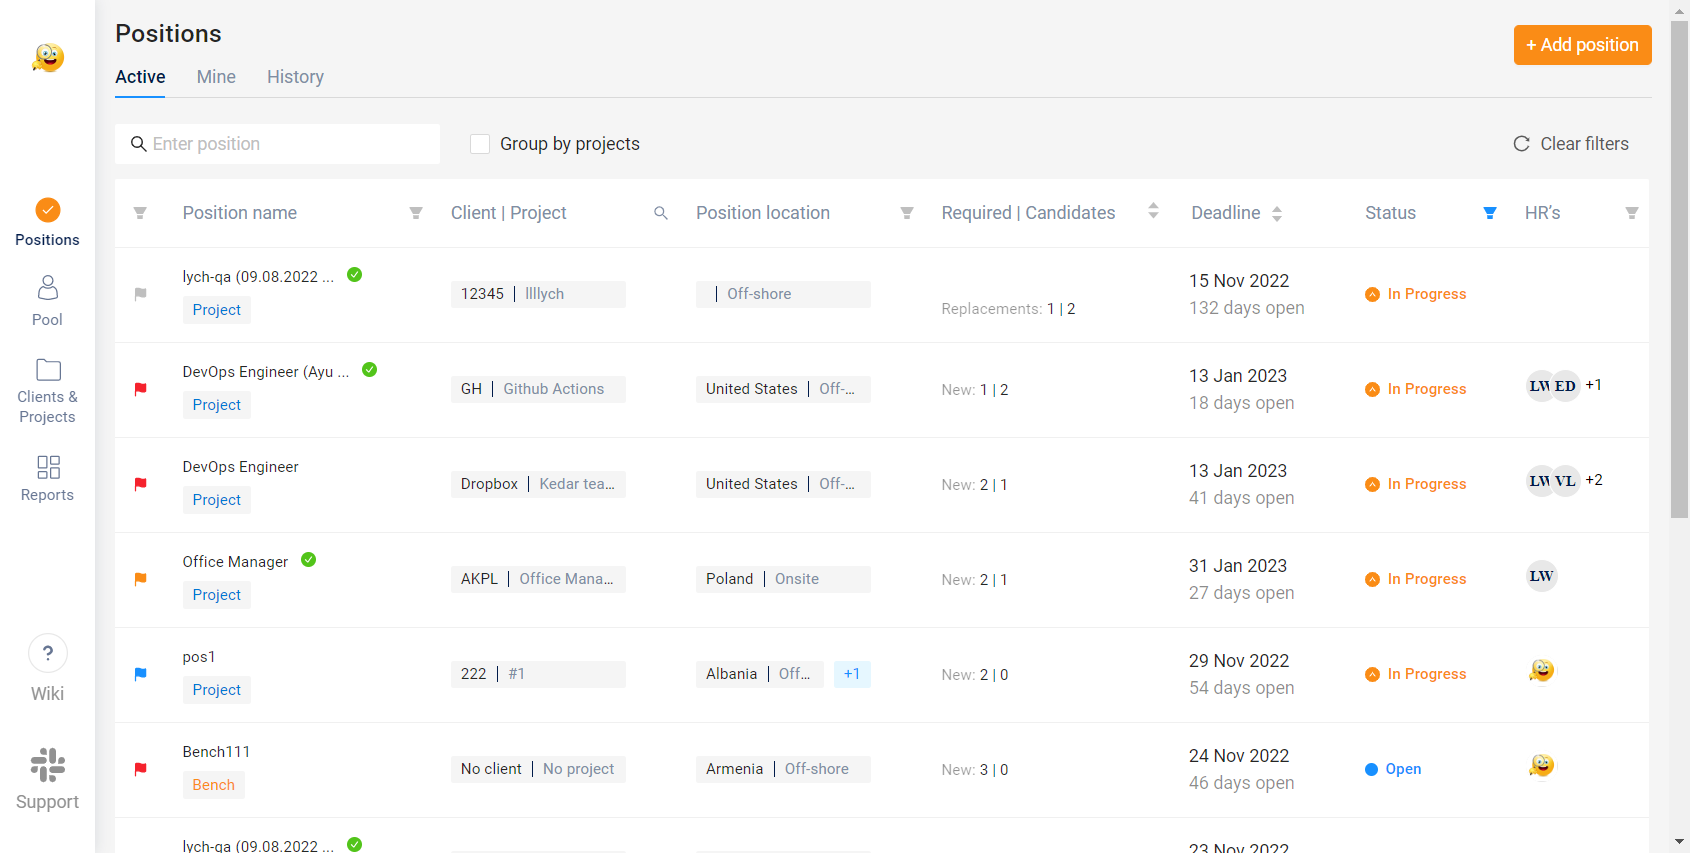 Positions
+ Add position
Active Mine History
Enter position
Group by projects
Clear filters
Position name Client | Project Position location Required | Candidates Deadline Status HR's
lych-qa (09.08.2022 ...
Project
12345 | llllych
| Off-shore
Replacements: 1 | 2
15 Nov 2022
132 days open
In Progress
DevOps Engineer (Ayu ...
Project
GH | Github Actions
United States | Off-...
New: 1 | 2
13 Jan 2023
18 days open
In Progress
LW ED +1
DevOps Engineer
Project
Dropbox | Kedar tea...
United States | Off-...
New: 2 | 1
13 Jan 2023
41 days open
In Progress
LW VL +2
Office Manager
Project
AKPL | Office Mana...
Poland | Onsite
New: 2 | 1
31 Jan 2023
27 days open
In Progress
LW
pos1
Project
222 | #1
Albania | Off...
+1
New: 2 | 0
29 Nov 2022
54 days open
In Progress
Bench111
Bench
No client | No project
Armenia | Off-shore
New: 3 | 0
24 Nov 2022
46 days open
Open
lych-qa (09.08.2022 ...
23 Nov 2022
Positions
Pool
Clients &
Projects
Reports
?
Wiki
Support